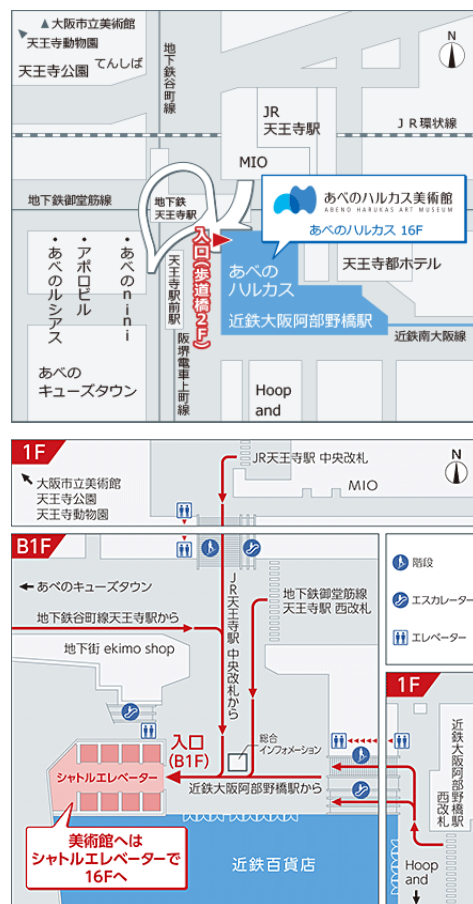 ▲大阪市立美術館
天王寺動物園
てんしば
天王寺公園
地下鉄谷町線
N
JR
天王寺駅
JR環状線
MIO
地下鉄御堂筋線
地下鉄
天王寺駅
あべのハルカス美術館
ABENO HARUKAS ART MUSEUM
あべのハルカス 16F
入口(歩道橋2F)
・あべのnini
・アポロビル
・あべのルシアス
天王寺駅前駅
あべの
ハルカス
天王寺都ホテル
近鉄大阪阿部野橋駅
近鉄南大阪線
阪堺電車上町線
あべの
キューズタウン
Hoop
and
1F
大阪市立美術館
天王寺公園
天王寺動物園
JR天王寺駅 中央改札
MIO
N
B1F
←あべのキューズタウン
地下鉄谷町線天王寺駅から
地下街 ekimo shop
JR天王寺駅 中央改札から
地下鉄御堂筋線
天王寺駅 西改札
階段
エスカレーター
エレベーター
入口
(B1F)
総合
インフォメーション
シャトルエレベーター
近鉄大阪阿部野橋駅から
美術館へは
シャトルエレベーターで
16Fへ
近鉄百貨店
1F
近鉄大阪阿部野橋駅
西改札
Hoop
and